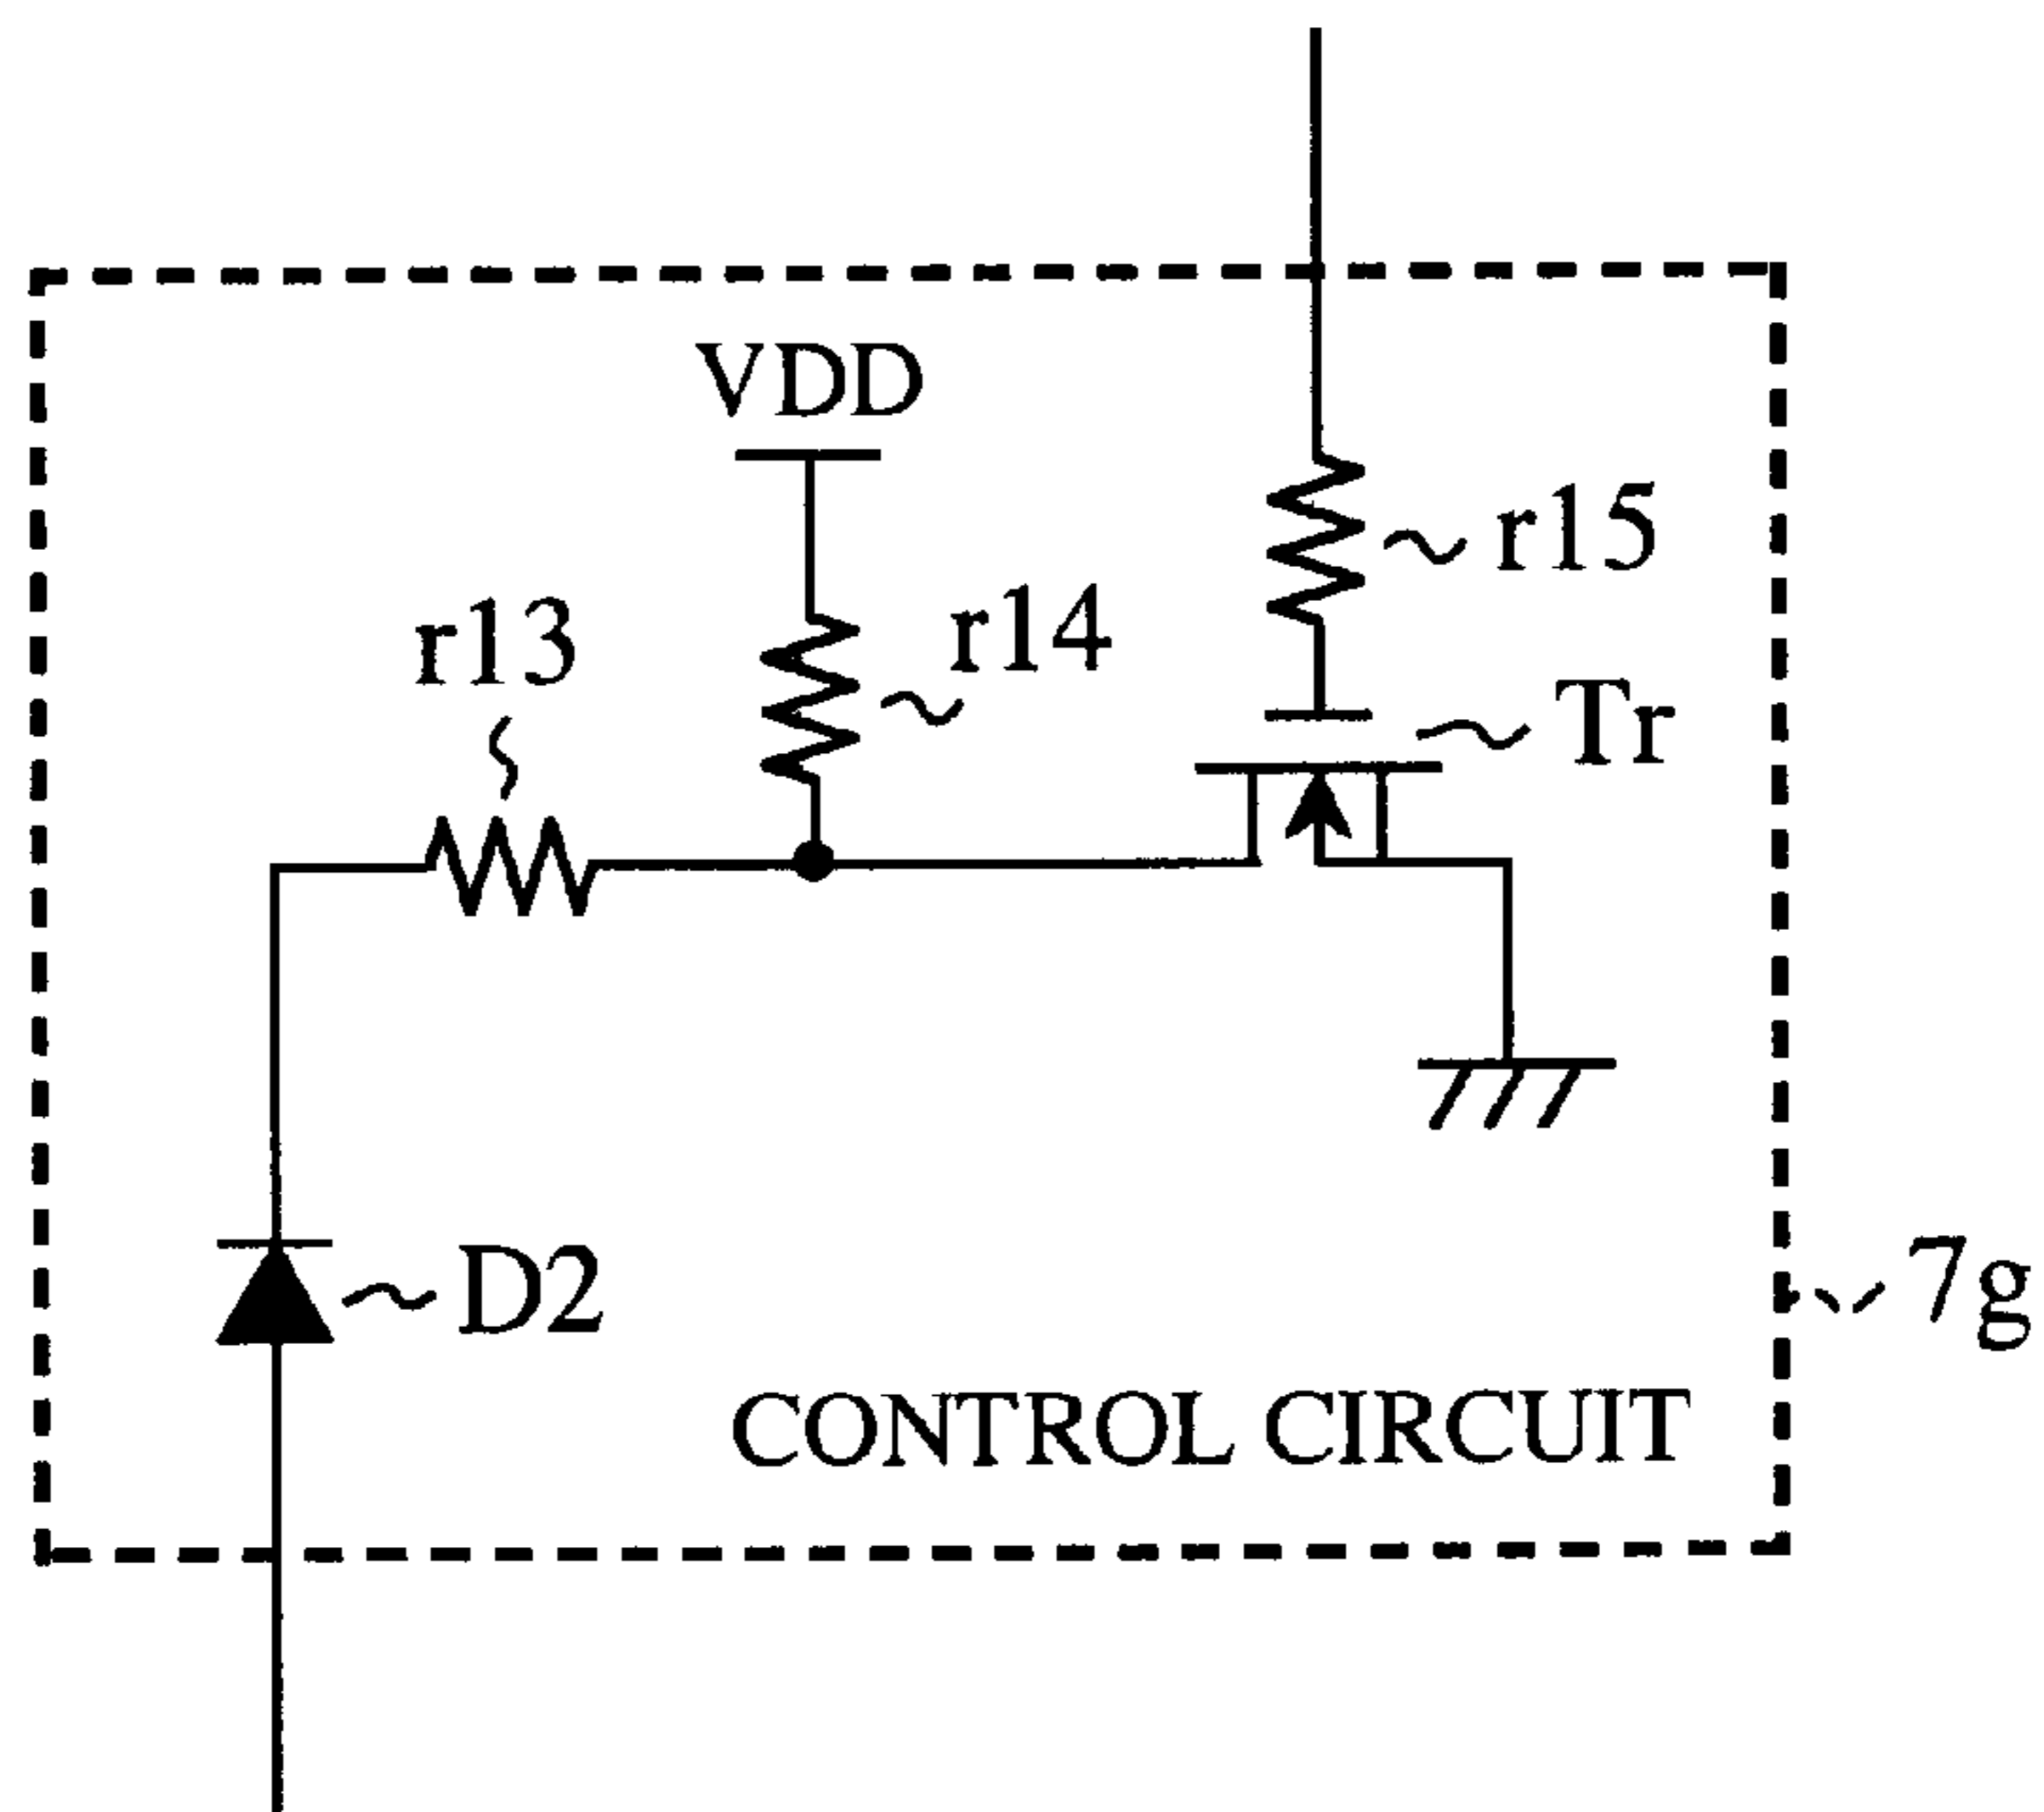 VDD
r15
r13
r14
Tr
D2
7g
CONTROL CIRCUIT